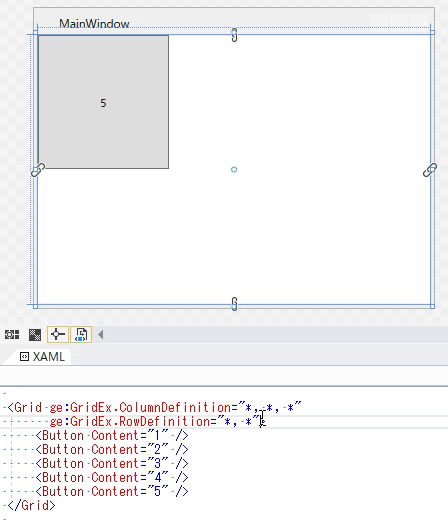 MainWindow
5
XAML
<Grid ge:GridEx.ColumnDefinition="*, *, *"
ge:GridEx.RowDefinition="*, *">
<Button Content="1" />
<Button Content="2" />
<Button Content="3" />
<Button Content="4" />
<Button Content="5" />
</Grid>